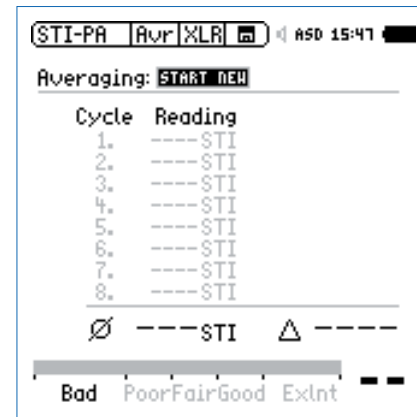 STI-PA Avr XLR ASD 15:47
Averaging: START NEW
Cycle Reading
1. ----STI
2. ----STI
3. ----STI
4. ----STI
5. ----STI
6. ----STI
7. ----STI
8. ----STI
Ø ---STI △ ----
Bad Poor Fair Good Exlnt --